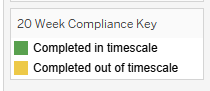 20 Week Compliance Key
Completed in timescale
Completed out of timescale